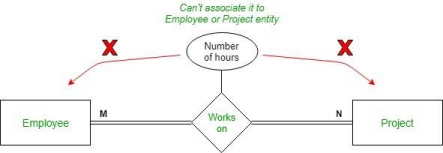 Can't associate it to
Employee or Project entity
X
X
Number
of hours
M
N
Employee
Works
on
Project